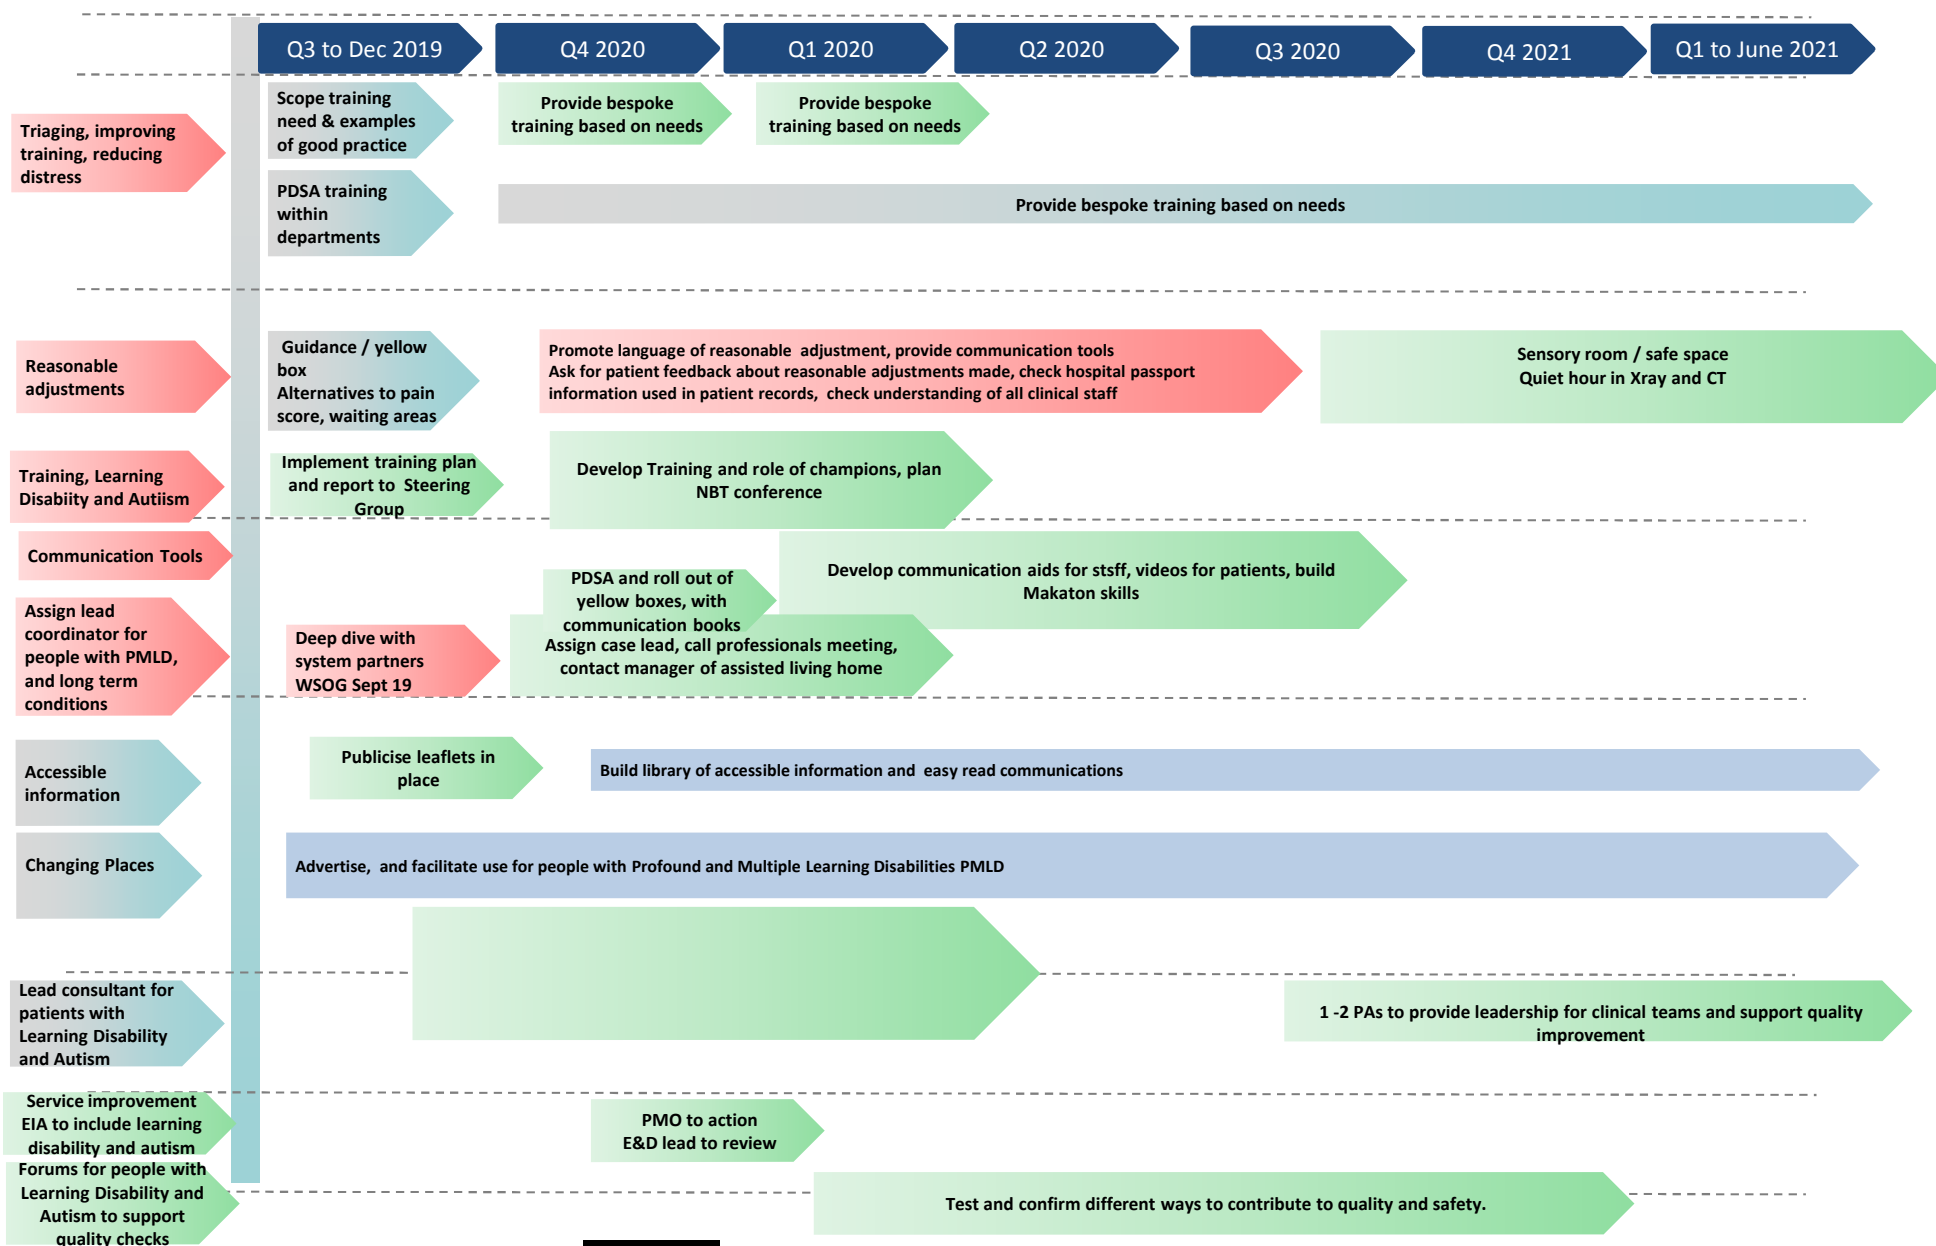 Q3 to Dec 2019
Q4 2020
Q1 2020
Q2 2020
Q3 2020
Q4 2021
Q1 to June 2021
Triaging, improving
training, reducing
distress
Scope training
need & examples
of good practice
Provide bespoke
training based on needs
Provide bespoke
training based on needs
PDSA training
within
departments
Provide bespoke training based on needs
Reasonable
adjustments
Guidance / yellow
box
Alternatives to pain
score, waiting areas
Promote language of reasonable adjustment, provide communication tools
Ask for patient feedback about reasonable adjustments made, check hospital passport
information used in patient records, check understanding of all clinical staff
Sensory room / safe space
Quiet hour in Xray and CT
Training, Learning
Disabiity and Autiism
Implement training plan
and report to Steering
Group
Develop Training and role of champions, plan
NBT conference
Communication Tools
PDSA and roll out of
yellow boxes, with
communication books
Develop communication aids for stsff, videos for patients, build
Makaton skills
Assign lead
coordinator for
people with PMLD,
and long term
conditions
Deep dive with
system partners
WSOG Sept 19
Assign case lead, call professionals meeting,
contact manager of assisted living home
Accessible
information
Publicise leaflets in
place
Build library of accessible information and easy read communications
Changing Places
Advertise, and facilitate use for people with Profound and Multiple Learning Disabilities PMLD
Lead consultant for
patients with
Learning Disability
and Autism
1 -2 PAs to provide leadership for clinical teams and support quality
improvement
Service improvement
EIA to include learning
disability and autism
PMO to action
E&D lead to review
Forums for people with
Learning Disability and
Autism to support
quality checks
Test and confirm different ways to contribute to quality and safety.